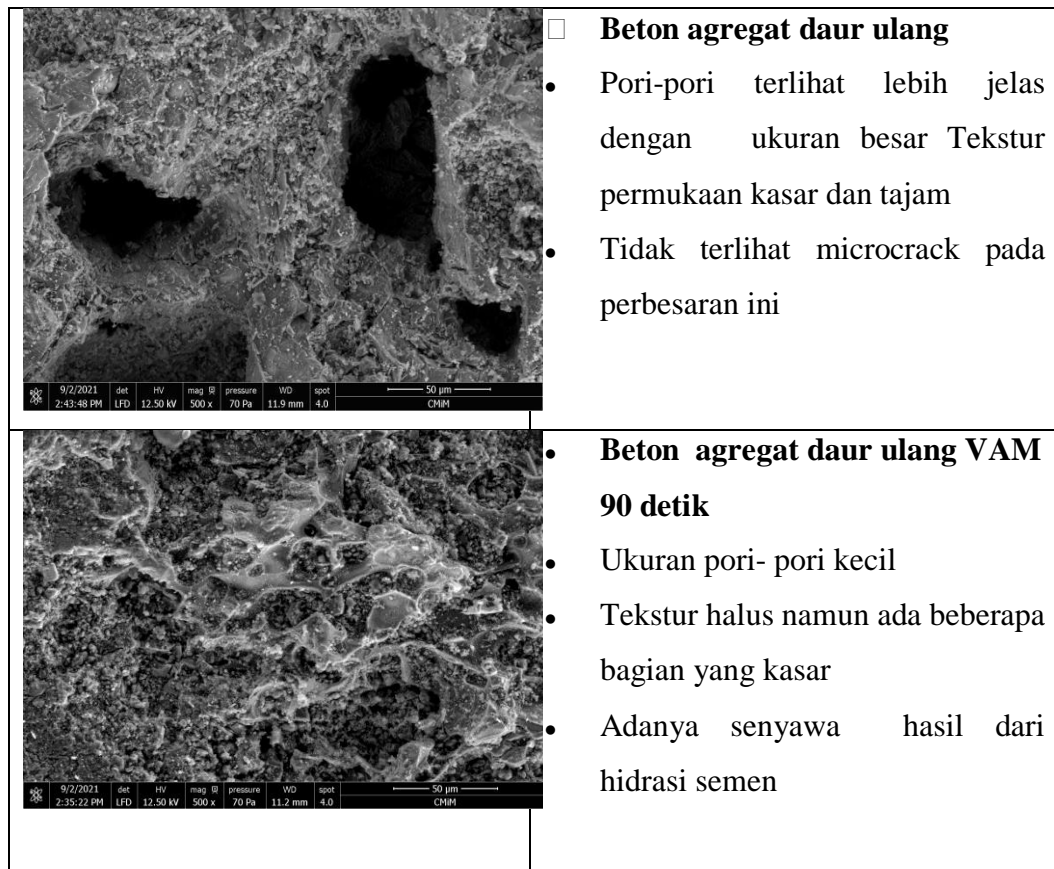 □ Beton agregat daur ulang
• Pori-pori terlihat lebih jelas
dengan ukuran besar Tekstur
permukaan kasar dan tajam
• Tidak terlihat microcrack pada
perbesaran ini
9/2/2021 det HV mag pressure WD spot 50 µm
2:43:48 PM LFD 12.50 kV 500 x 70 Pa 11.9 mm 4.0 CMiM
• Beton agregat daur ulang VAM
90 detik
• Ukuran pori- pori kecil
• Tekstur halus namun ada beberapa
bagian yang kasar
• Adanya senyawa hasil dari
hidrasi semen
9/2/2021 det HV mag pressure WD spot 50 µm
2:35:22 PM LFD 12.50 kV 500 x 70 Pa 11.2 mm 4.0 CMiM